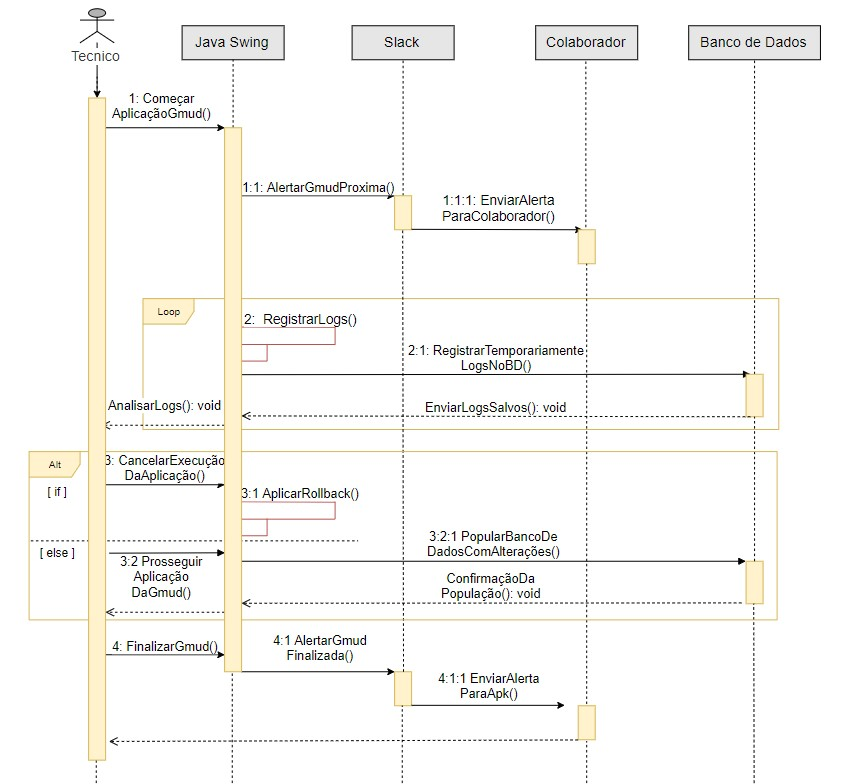 Tecnico
Java Swing
Slack
Colaborador
Banco de Dados
1: Começar
AplicaçãoGmud()
1:1: AlertarGmudProxima()
1:1:1: EnviarAlerta
ParaColaborador()
Loop
2: RegistrarLogs()
2:1: RegistrarTemporariamente
LogsNoBD()
AnalisarLogs(): void
EnviarLogsSalvos(): void
Alt
3: CancelarExecução
DaAplicação()
[ if ]
3:1 AplicarRollback()
[ else ]
3:2 Prosseguir
Aplicação
DaGmud()
3:2:1 PopularBancoDe
DadosComAlterações()
ConfirmaçãoDa
População(): void
4: FinalizarGmud()
4:1 AlertarGmud
Finalizada()
4:1:1 EnviarAlerta
ParaApk()